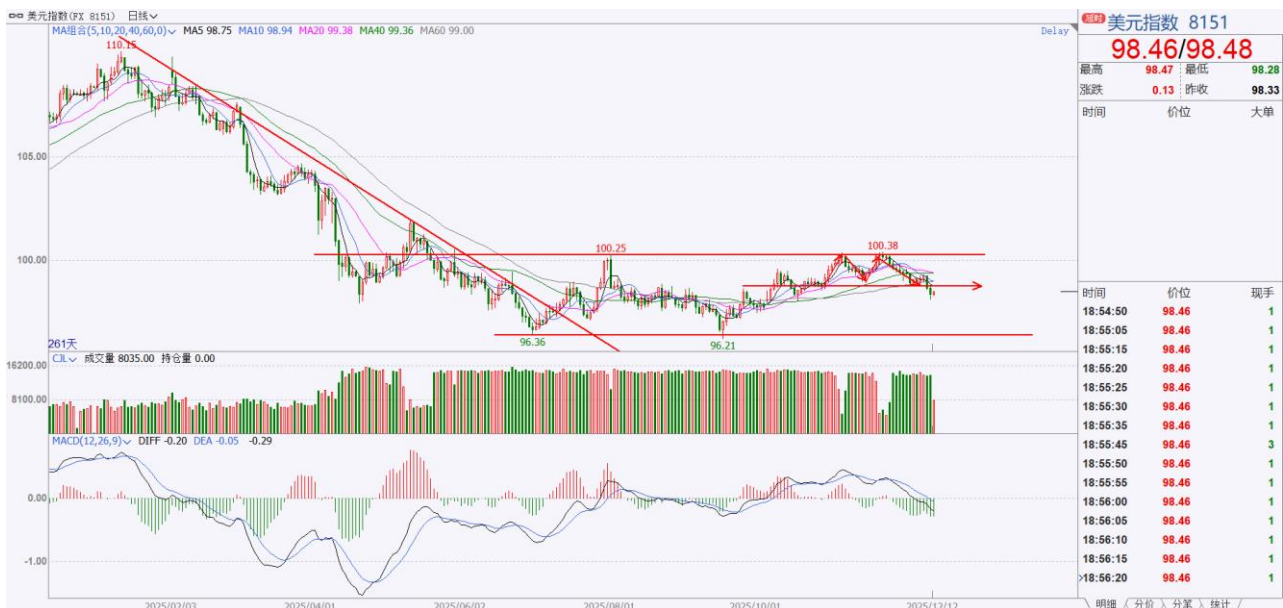 美元指数(FX 8151) 日线
MA组合(5,10,20,40,60,0) MA5 98.75 MA10 98.94 MA20 99.38 MA40 99.36 MA60 99.00
Delay
110.15
105.00
100.00
100.25
100.38
96.36
96.21
261天
CJL 成交量 8035.00 持仓量 0.00
16200.00
8100.00
MACD(12,26,9) DIFF -0.20 DEA -0.05 -0.29
0.00
-1.00
2025/02/03 2025/04/01 2025/06/02 2025/08/01 2025/10/01 2025/12/12
延时 美元指数 8151
98.46/98.48
最高 98.47 最低 98.28
涨跌 0.13 昨收 98.33
时间 价位 大单
时间 价位 现手
18:54:50 98.46 1
18:55:05 98.46 1
18:55:15 98.46 1
18:55:20 98.46 1
18:55:25 98.46 1
18:55:30 98.46 1
18:55:35 98.46 1
18:55:45 98.46 3
18:55:50 98.46 1
18:55:55 98.46 1
18:56:00 98.46 1
18:56:05 98.46 1
18:56:10 98.46 1
18:56:15 98.46 1
18:56:20 98.46 1
明细 分价 分笔 统计